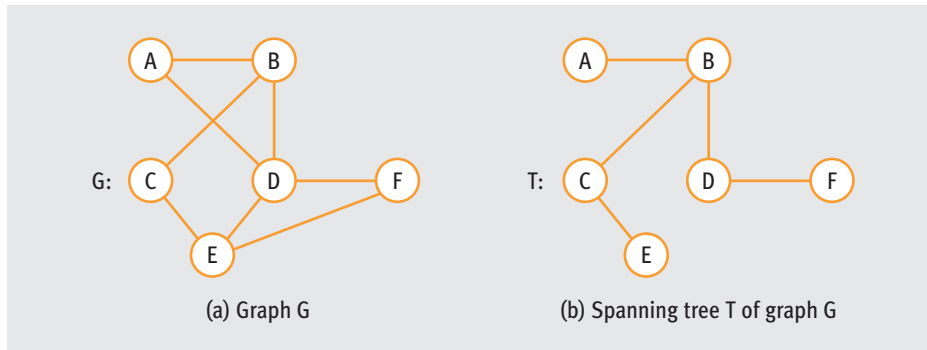 A B A B
G: C D F T: C D F
E E
(a) Graph G (b) Spanning tree T of graph G